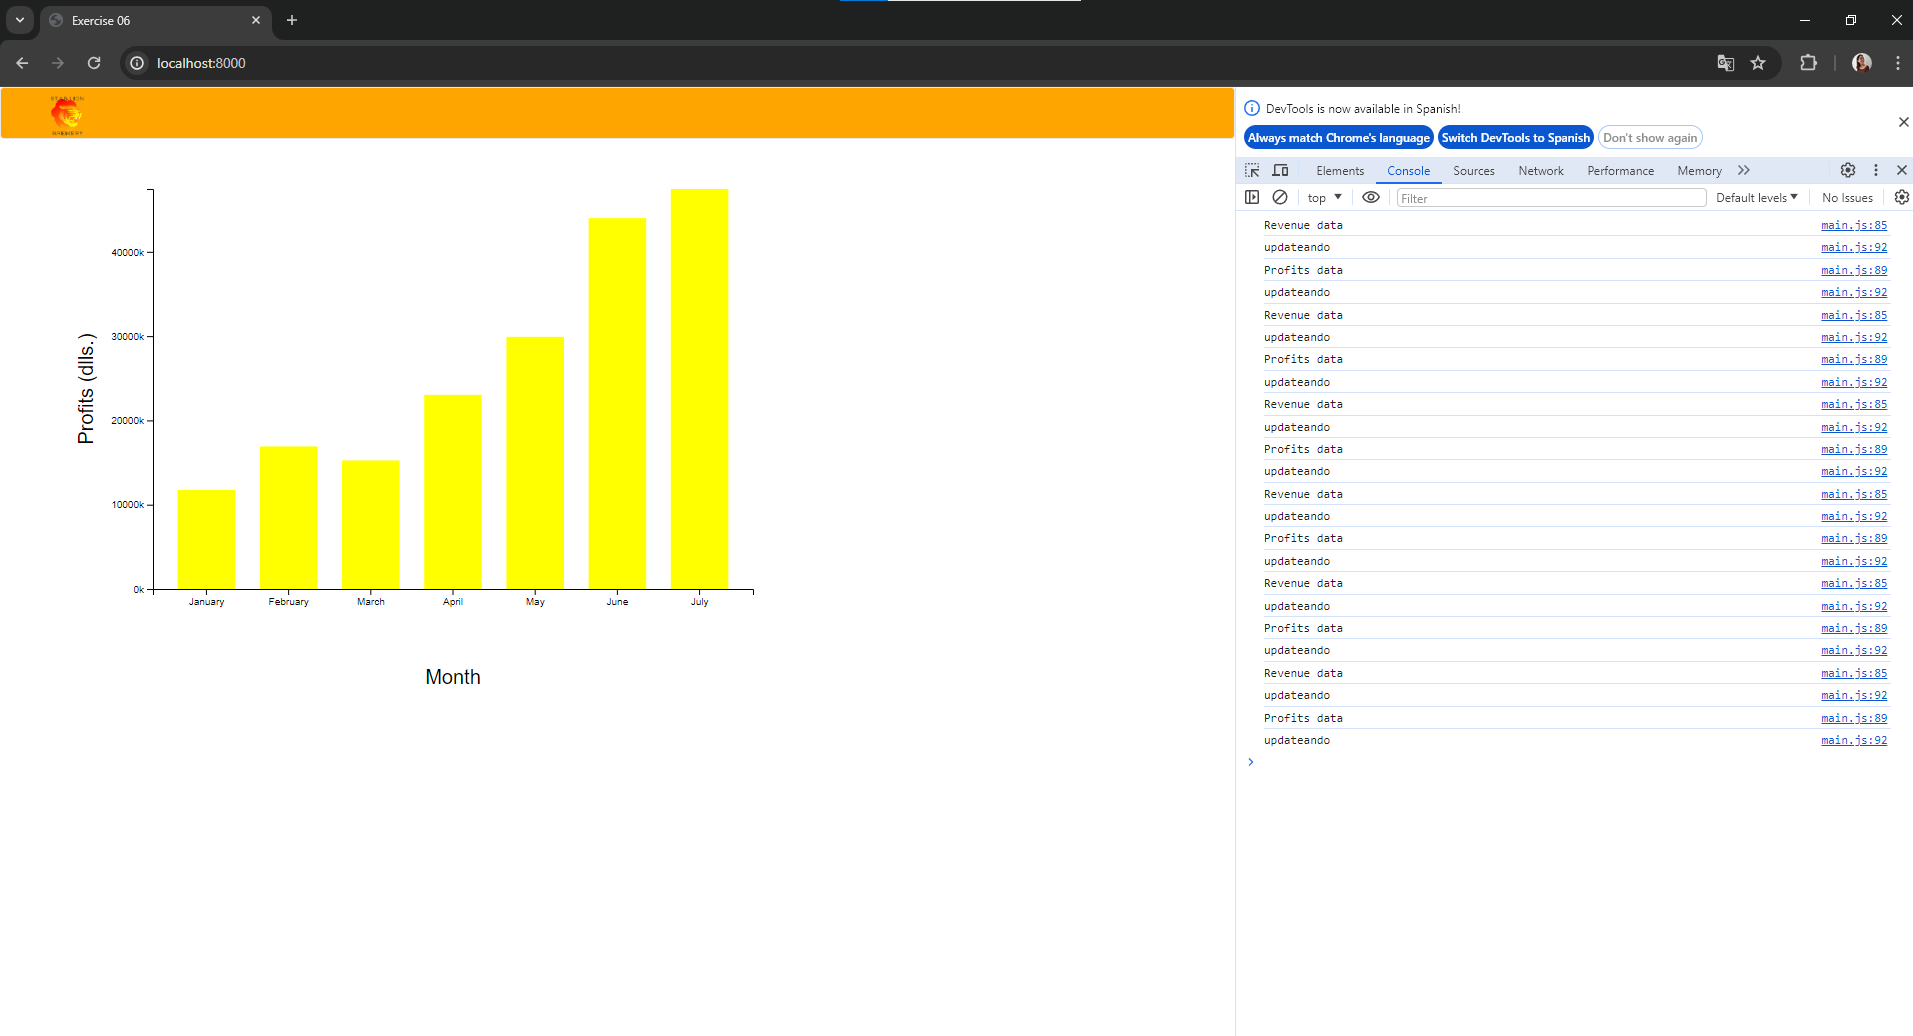 Exercise 06
localhost:8000
STALLION
BREWERY
40000k
30000k
20000k
10000k
0k
Profits (dlls.)
January February March April May June July
Month
DevTools is now available in Spanish!
Always match Chrome's language Switch DevTools to Spanish Don't show again
Elements Console Sources Network Performance Memory
top Filter Default levels No Issues
Revenue data main.js:85
updateando main.js:92
Profits data main.js:89
updateando main.js:92
Revenue data main.js:85
updateando main.js:92
Profits data main.js:89
updateando main.js:92
Revenue data main.js:85
updateando main.js:92
Profits data main.js:89
updateando main.js:92
Revenue data main.js:85
updateando main.js:92
Profits data main.js:89
updateando main.js:92
Revenue data main.js:85
updateando main.js:92
Profits data main.js:89
updateando main.js:92
Revenue data main.js:85
updateando main.js:92
Profits data main.js:89
updateando main.js:92